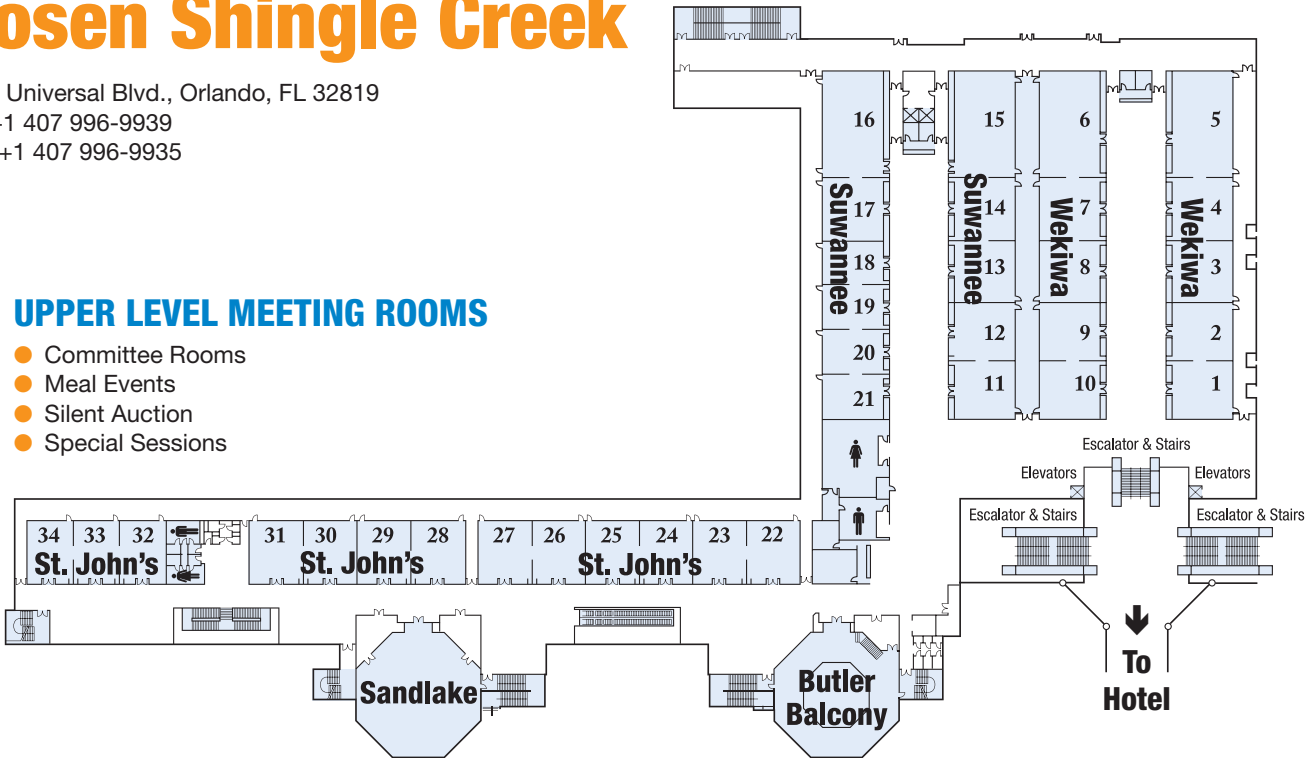 osen Shingle Creek
Universal Blvd., Orlando, FL 32819
+1 407 996-9939
+1 407 996-9935
UPPER LEVEL MEETING ROOMS
Committee Rooms
Meal Events
Silent Auction
Special Sessions
16
17
18
19
20
21
Suwannee
15
14
13
12
11
Suwannee
6
7
8
9
10
Wekiwa
5
4
3
2
1
Wekiwa
Escalator & Stairs
Elevators
Elevators
Escalator & Stairs
Escalator & Stairs
34 33 32
St. John's
31 30 29 28
St. John's
27 26 25 24 23 22
St. John's
Sandlake
Butler
Balcony
To
Hotel